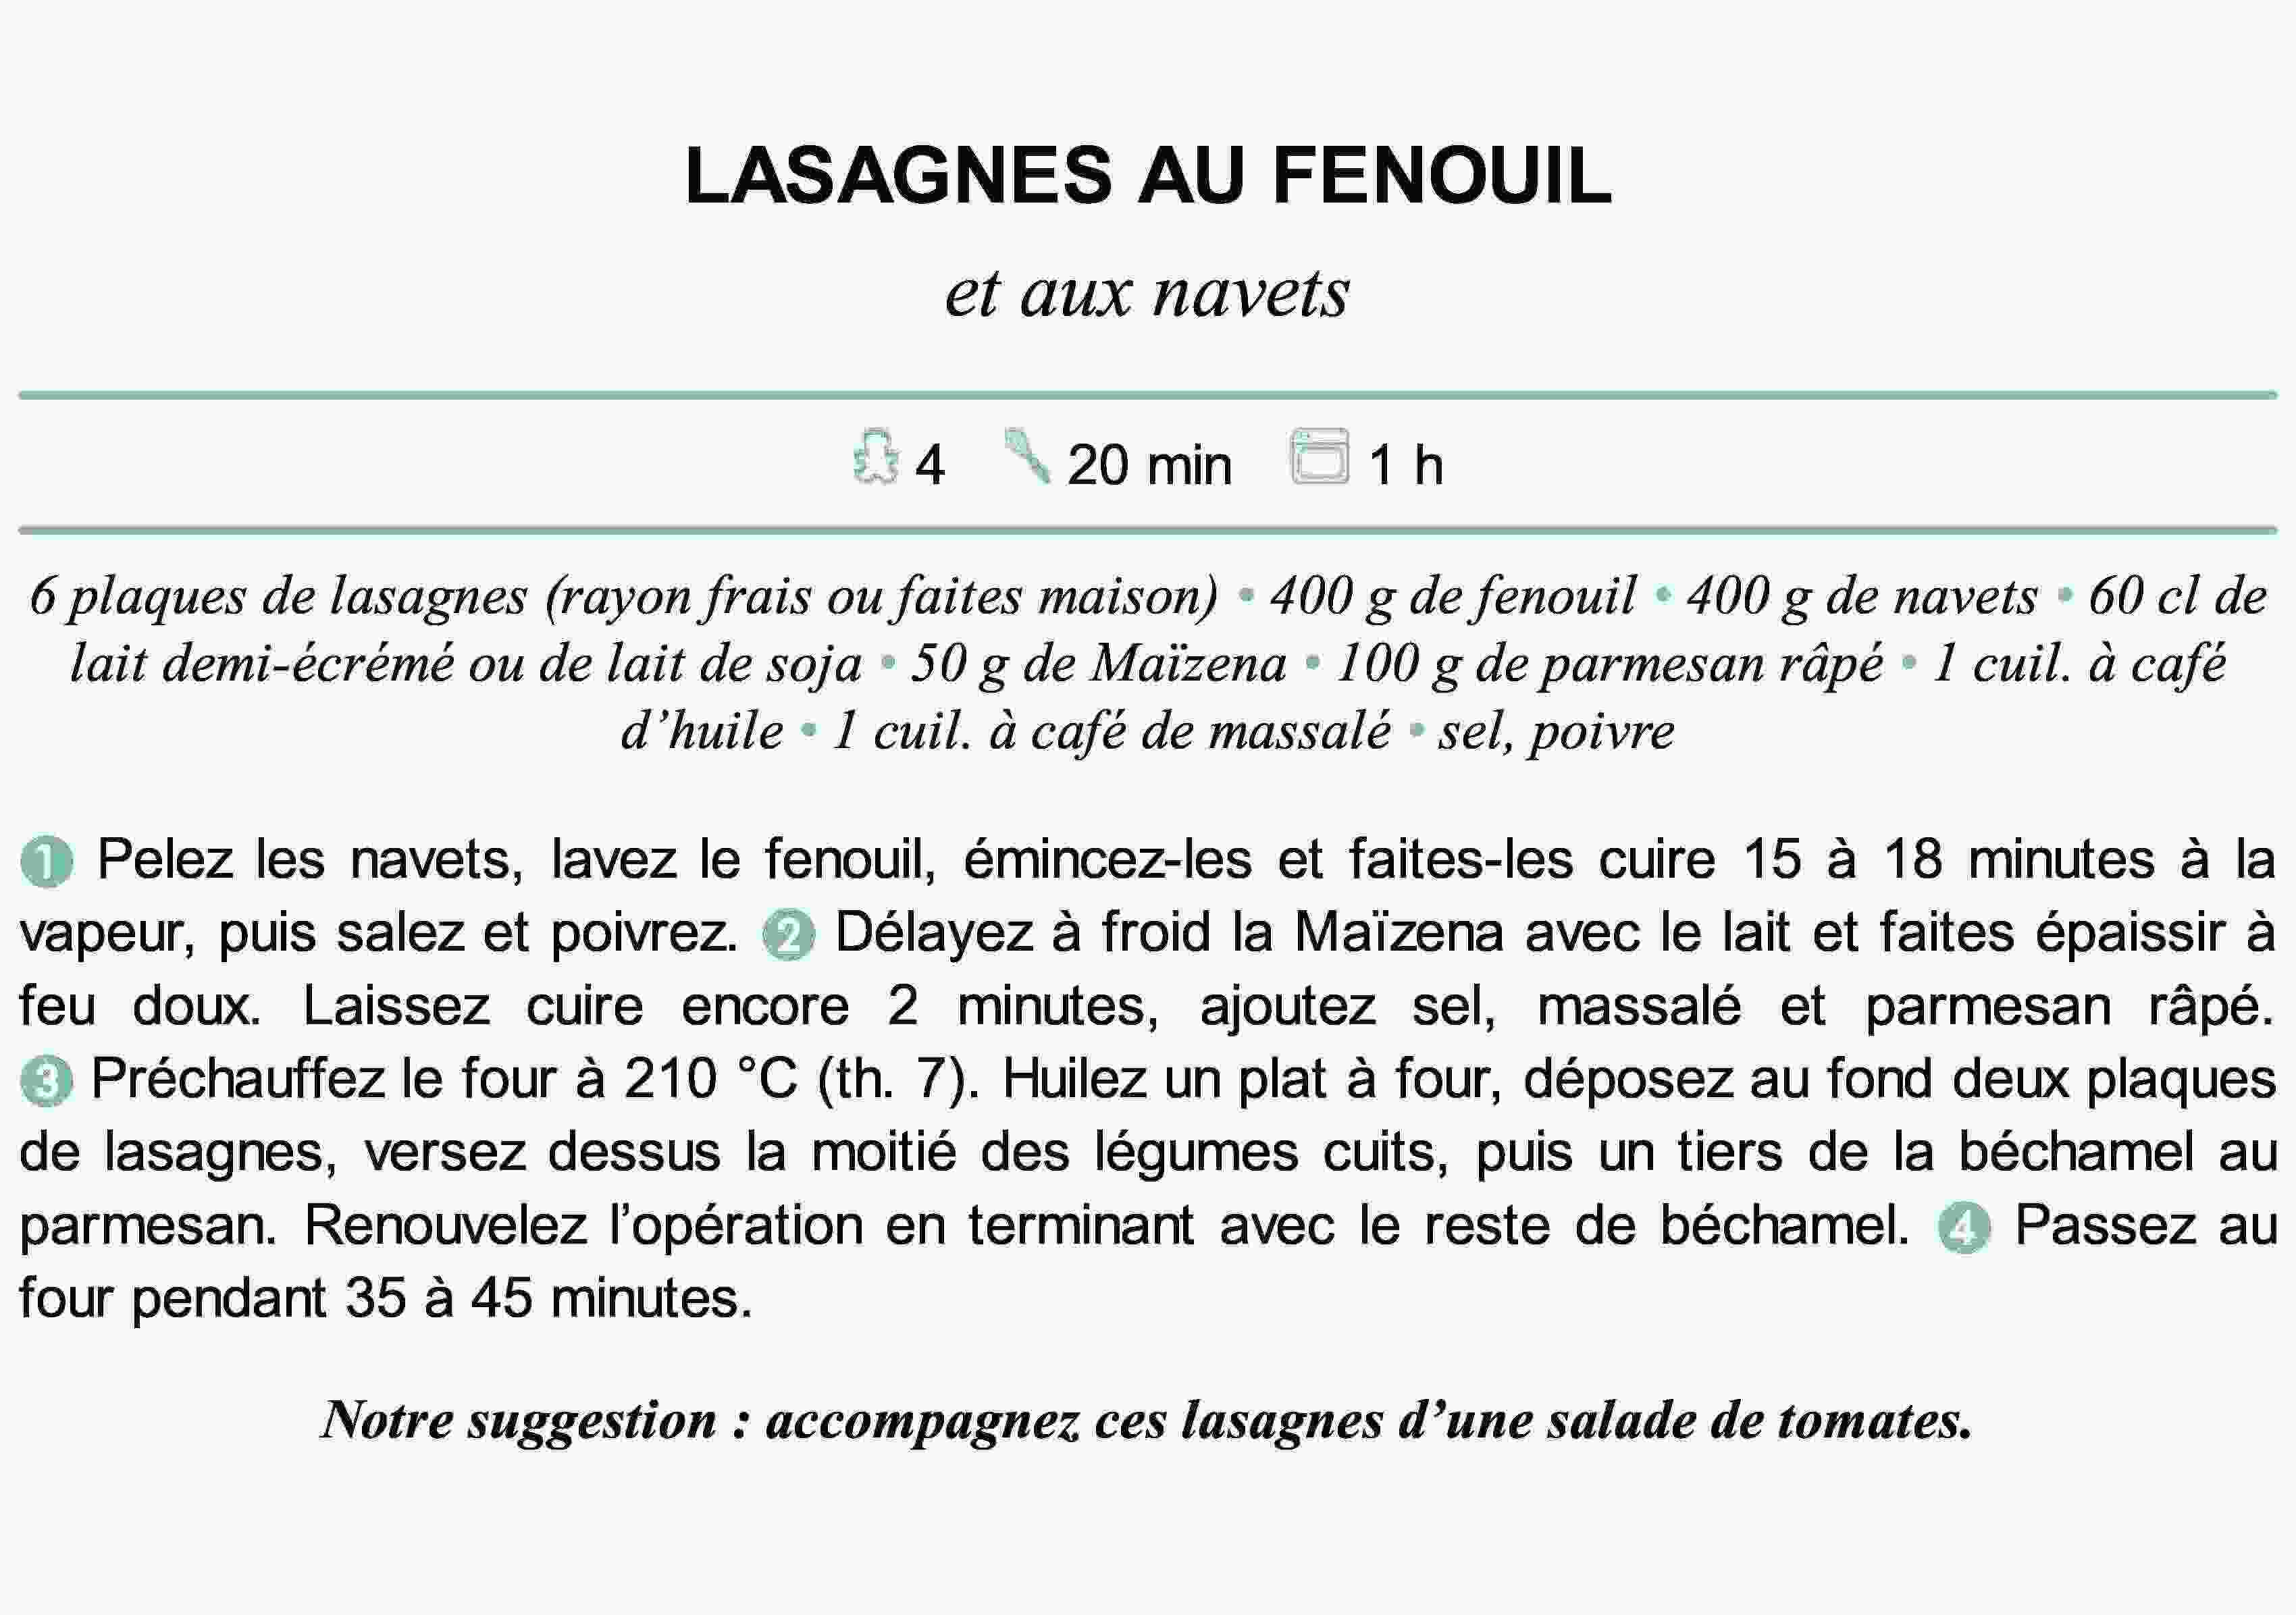 LASAGNES AU FENOUIL
et aux navets
4 20 min 1 h
6 plaques de lasagnes (rayon frais ou faites maison) • 400 g de fenouil • 400 g de navets • 60 cl de
lait demi-écrémé ou de lait de soja • 50 g de Maïzena • 100 g de parmesan râpé • 1 cuil. à café
d’huile • 1 cuil. à café de massalé • sel, poivre
1 Pelez les navets, lavez le fenouil, émincez-les et faites-les cuire 15 à 18 minutes à la
vapeur, puis salez et poivrez. 2 Délayez à froid la Maïzena avec le lait et faites épaissir à
feu doux. Laissez cuire encore 2 minutes, ajoutez sel, massalé et parmesan râpé.
3 Préchauffez le four à 210 °C (th. 7). Huilez un plat à four, déposez au fond deux plaques
de lasagnes, versez dessus la moitié des légumes cuits, puis un tiers de la béchamel au
parmesan. Renouvelez l’opération en terminant avec le reste de béchamel. 4 Passez au
four pendant 35 à 45 minutes.
Notre suggestion : accompagnez ces lasagnes d’une salade de tomates.